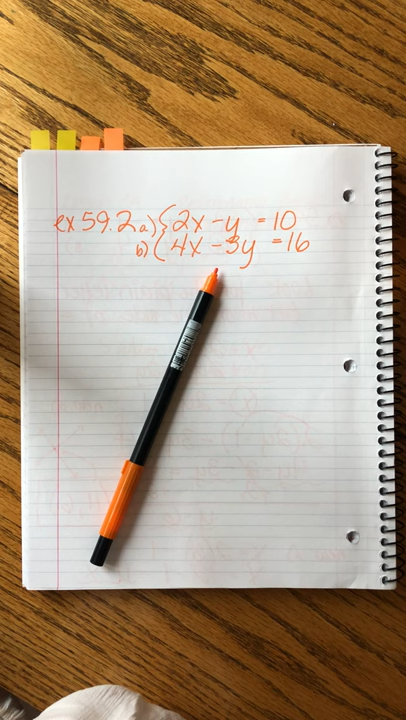 ex 59.2 a) { 2x - y = 10
b) ( 4x - 3y = 16